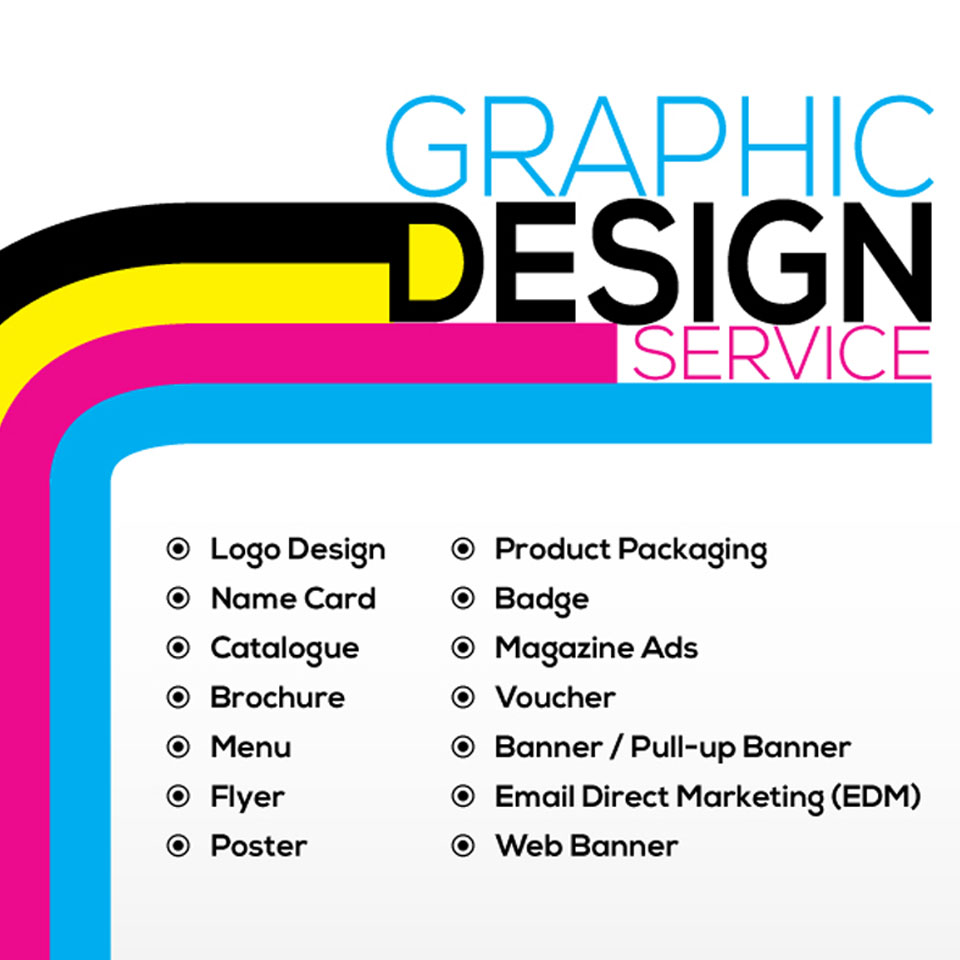 GRAPHIC
DESIGN
SERVICE
Logo Design
Name Card
Catalogue
Brochure
Menu
Flyer
Poster
Product Packaging
Badge
Magazine Ads
Voucher
Banner / Pull-up Banner
Email Direct Marketing (EDM)
Web Banner